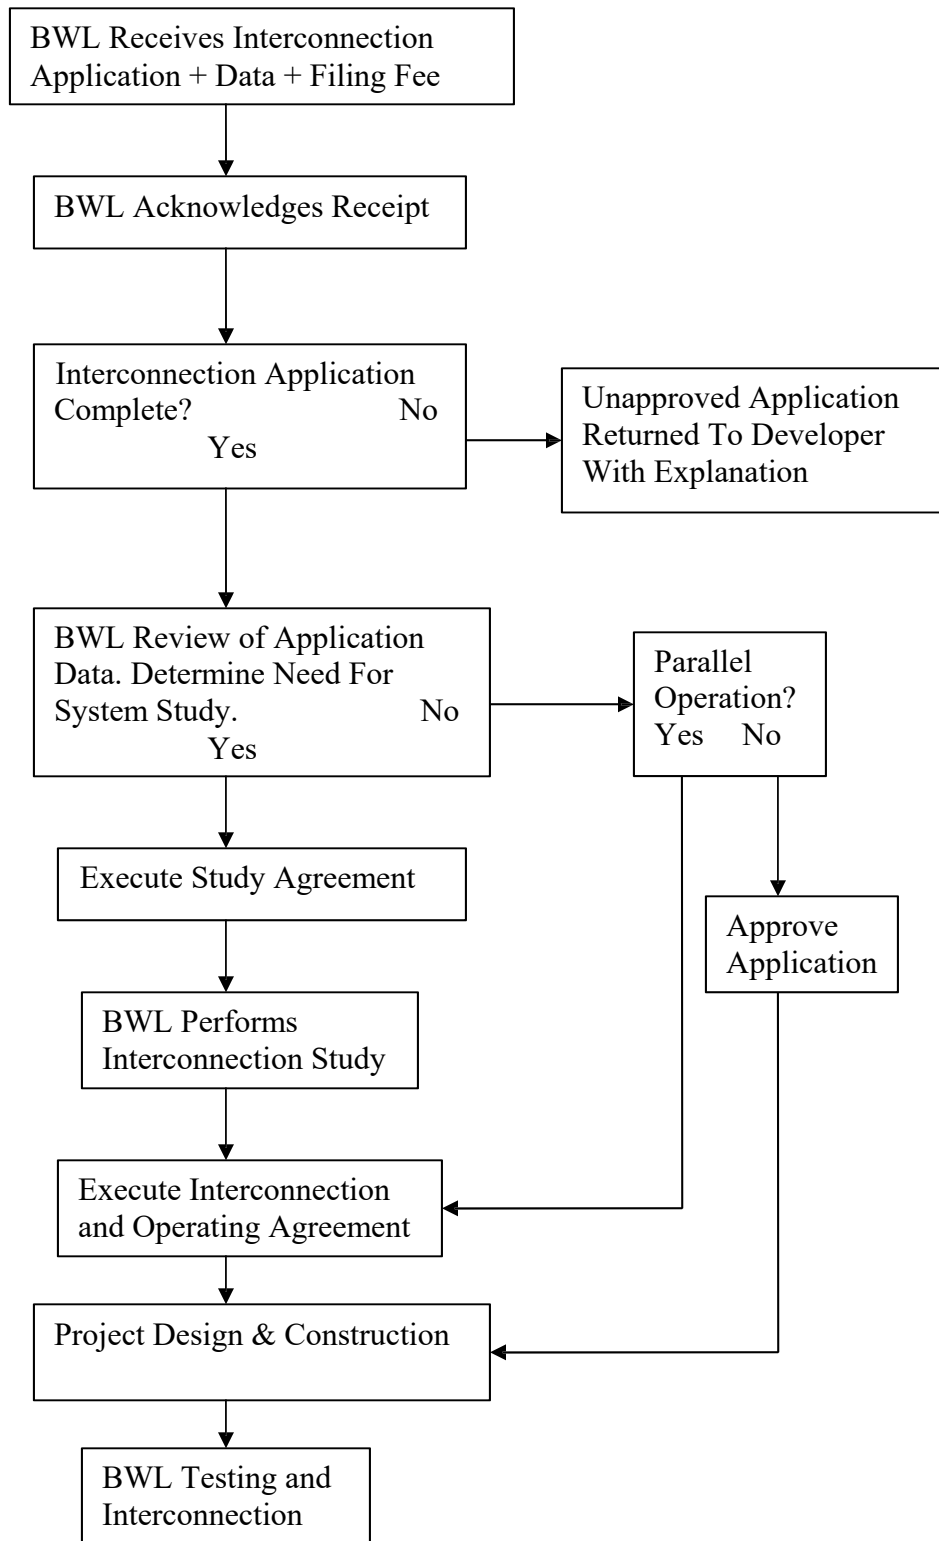 BWL Receives Interconnection
Application + Data + Filing Fee
BWL Acknowledges Receipt
Interconnection Application
Complete? No
Yes
Unapproved Application
Returned To Developer
With Explanation
BWL Review of Application
Data. Determine Need For
System Study. No
Yes
Parallel
Operation?
Yes No
Execute Study Agreement
Approve
Application
BWL Performs
Interconnection Study
Execute Interconnection
and Operating Agreement
Project Design & Construction
BWL Testing and
Interconnection